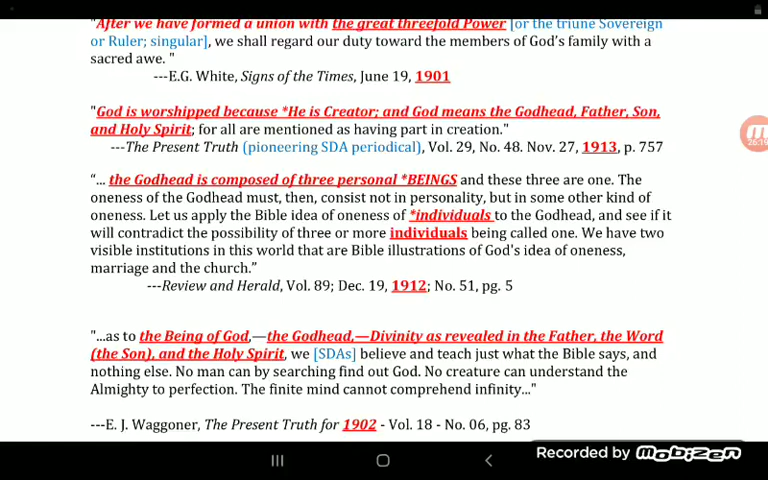 "After we have formed a union with the great threefold Power [or the triune Sovereign
or Ruler; singular], we shall regard our duty toward the members of God's family with a
sacred awe. "
---E.G. White, Signs of the Times, June 19, 1901
"God is worshipped because *He is Creator; and God means the Godhead, Father, Son,
and Holy Spirit; for all are mentioned as having part in creation."
---The Present Truth (pioneering SDA periodical), Vol. 29, No. 48. Nov. 27, 1913, p. 757
"... the Godhead is composed of three personal *BEINGS and these three are one. The
oneness of the Godhead must, then, consist not in personality, but in some other kind of
oneness. Let us apply the Bible idea of oneness of *individuals to the Godhead, and see if it
will contradict the possibility of three or more individuals being called one. We have two
visible institutions in this world that are Bible illustrations of God's idea of oneness,
marriage and the church."
---Review and Herald, Vol. 89; Dec. 19, 1912; No. 51, pg. 5
"...as to the Being of God,—the Godhead,—Divinity as revealed in the Father, the Word
(the Son), and the Holy Spirit, we [SDAs] believe and teach just what the Bible says, and
nothing else. No man can by searching find out God. No creature can understand the
Almighty to perfection. The finite mind cannot comprehend infinity..."
---E. J. Waggoner, The Present Truth for 1902 - Vol. 18 - No. 06, pg. 83
Recorded by Mobizen